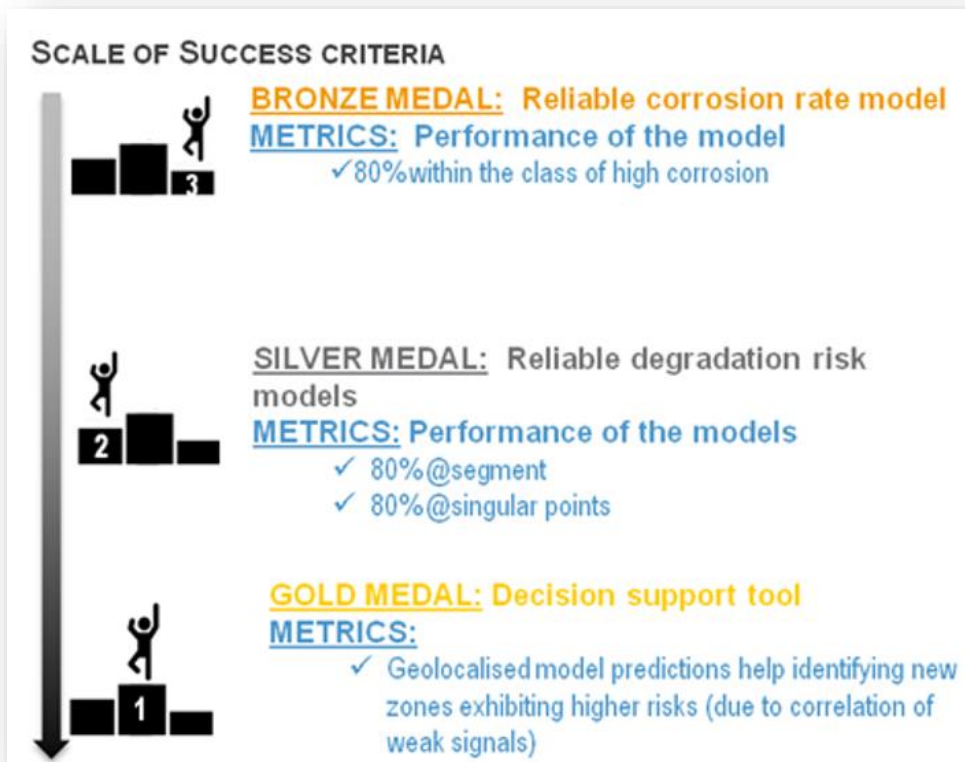 SCALE OF SUCCESS CRITERIA
BRONZE MEDAL: Reliable corrosion rate model
METRICS: Performance of the model
✓80%within the class of high corrosion
3
SILVER MEDAL: Reliable degradation risk
models
METRICS: Performance of the models
2
✓ 80%@segment
✓ 80%@singular points
GOLD MEDAL: Decision support tool
METRICS:
✓ Geolocalised model predictions help identifying new
zones exhibiting higher risks (due to correlation of
weak signals)
1